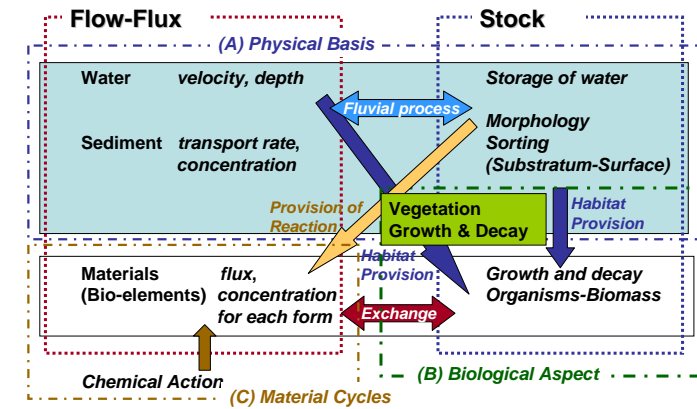 Flow-Flux
Stock
(A) Physical Basis
Water velocity, depth
Storage of water
Fluvial process
Sediment transport rate,
concentration
Morphology
Sorting
(Substratum-Surface)
Provision of
Reaction
Vegetation
Growth & Decay
Habitat
Provision
Habitat
Provision
Materials flux,
(Bio-elements) concentration
for each form
Exchange
Growth and decay
Organisms-Biomass
Chemical Action
(B) Biological Aspect
(C) Material Cycles